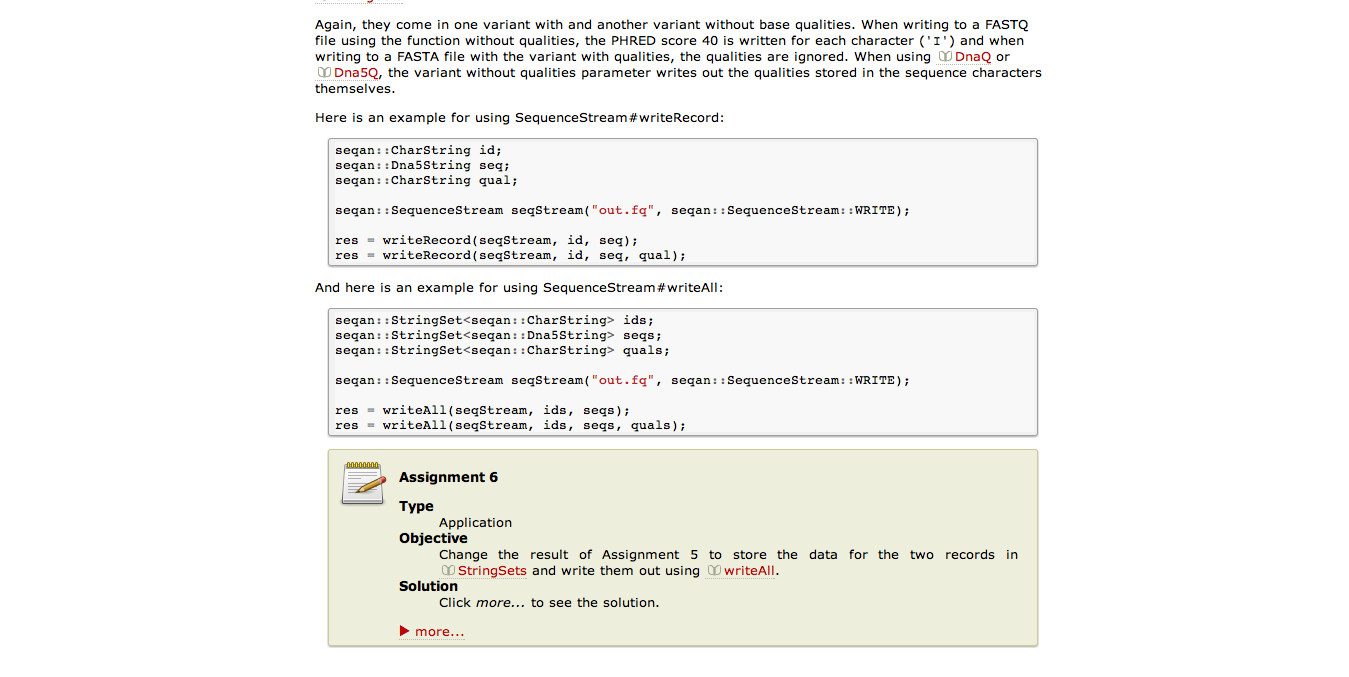 Again, they come in one variant with and another variant without base qualities. When writing to a FASTQ
file using the function without qualities, the PHRED score 40 is written for each character ('I') and when
writing to a FASTA file with the variant with qualities, the qualities are ignored. When using DnaQ or
Dna5Q, the variant without qualities parameter writes out the qualities stored in the sequence characters
themselves.
Here is an example for using SequenceStream#writeRecord:
seqan::CharString id;
seqan::Dna5String seq;
seqan::CharString qual;
seqan::SequenceStream seqStream("out.fq", seqan::SequenceStream::WRITE);
res = writeRecord(seqStream, id, seq);
res = writeRecord(seqStream, id, seq, qual);
And here is an example for using SequenceStream#writeAll:
seqan::StringSet<seqan::CharString> ids;
seqan::StringSet<seqan::Dna5String> seqs;
seqan::StringSet<seqan::CharString> quals;
seqan::SequenceStream seqStream("out.fq", seqan::SequenceStream::WRITE);
res = writeAll(seqStream, ids, seqs);
res = writeAll(seqStream, ids, seqs, quals);
Assignment 6
Type
Application
Objective
Change the result of Assignment 5 to store the data for the two records in
StringSets and write them out using writeAll.
Solution
Click more... to see the solution.
more...